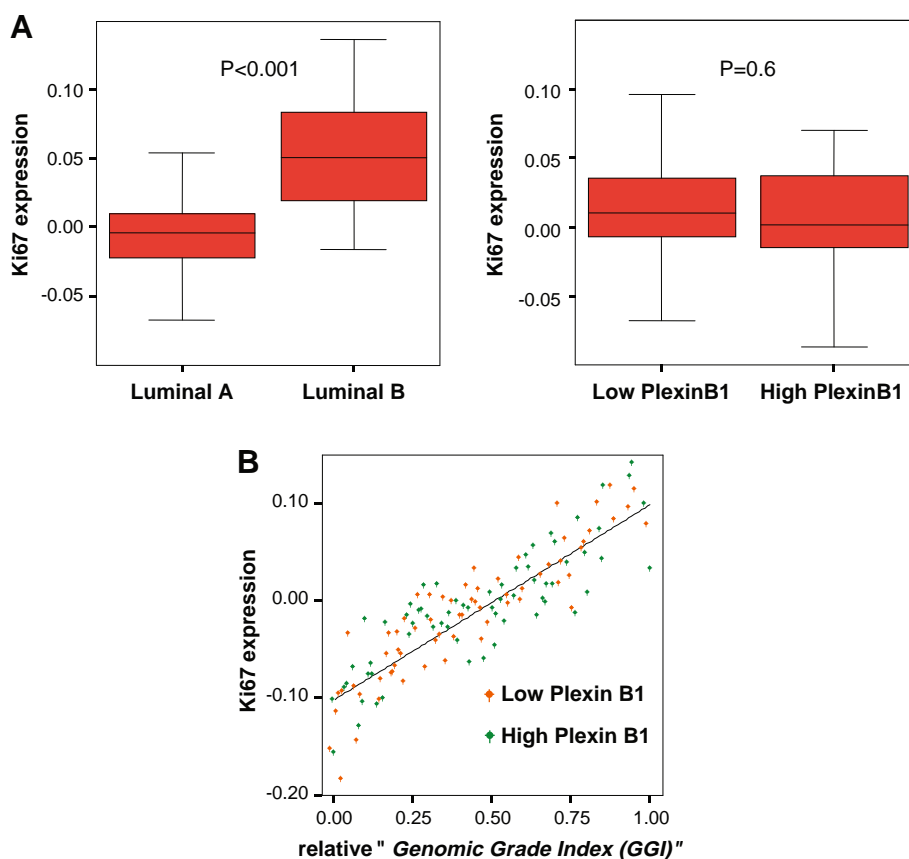 A
P<0.001
0.10
0.05
0.00
-0.05
Ki67 expression
Luminal A
Luminal B
P=0.6
0.10
0.05
0.00
-0.05
Ki67 expression
Low PlexinB1
High PlexinB1
B
0.10
0.00
-0.10
-0.20
Ki67 expression
Low Plexin B1
High Plexin B1
0.00
0.25
0.50
0.75
1.00
relative " Genomic Grade Index (GGI)"